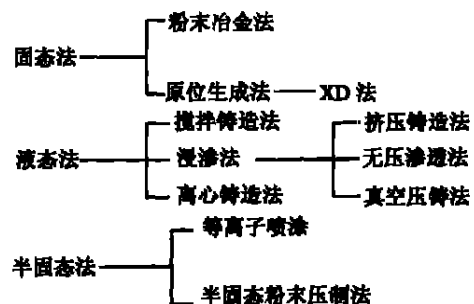 粉末冶金法
固态法
原位生成法 XD 法
搅拌铸造法 挤压铸造法
液态法 浸渗法 无压渗透法
离心铸造法 真空压铸法
等离子喷涂
半固态法
半固态粉末压制法